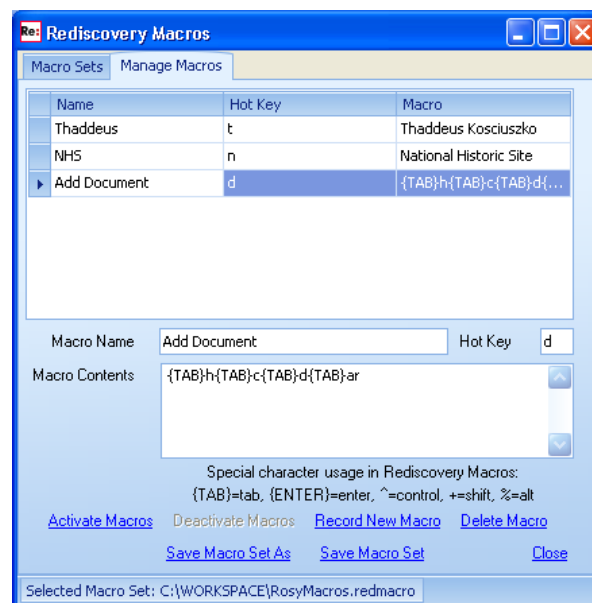 Re: Rediscovery Macros
Macro Sets Manage Macros
Name Hot Key Macro
Thaddeus t Thaddeus Kosciuszko
NHS n National Historic Site
Add Document d {TAB}h{TAB}c{TAB}d{...
Macro Name Add Document Hot Key d
Macro Contents {TAB}h{TAB}c{TAB}d{TAB}ar
Special character usage in Rediscovery Macros:
{TAB}=tab, {ENTER}=enter, ^=control, +=shift, %=alt
Activate Macros Deactivate Macros Record New Macro Delete Macro
Save Macro Set As Save Macro Set Close
Selected Macro Set: C:\WORKSPACE\RosyMacros.redmacro